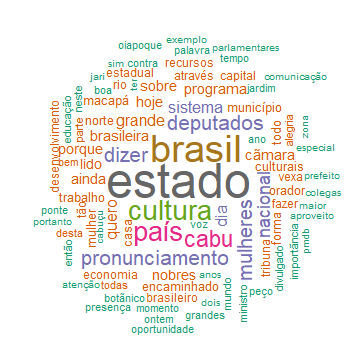 oiapoque exemplo
palavra parlamentares
sim contra tempo
jari estadual recursos
através capital comunicação
boa rio sobre programa jardim
neste ter
macapá hoje sistema município
educação parte norte grande deputados alegria zona
brasileira todo
desenvolvimento porque dizer brasil ano câmara especial
bem lido culturais
ainda estado vexa prefeito
trabalho orador colegas
ponte tão cultura dia mulheres nacional fazer maior
portanto mulher quero país voz forma aproveito
cabuçu casa cabu
desta tribuna importância pmdb
então pronunciamento divulgado
economia nobres anos ministro
atenção todas encaminhado mundo peço
botânico brasileiro dois
presença momento grandes
ontem
oportunidade